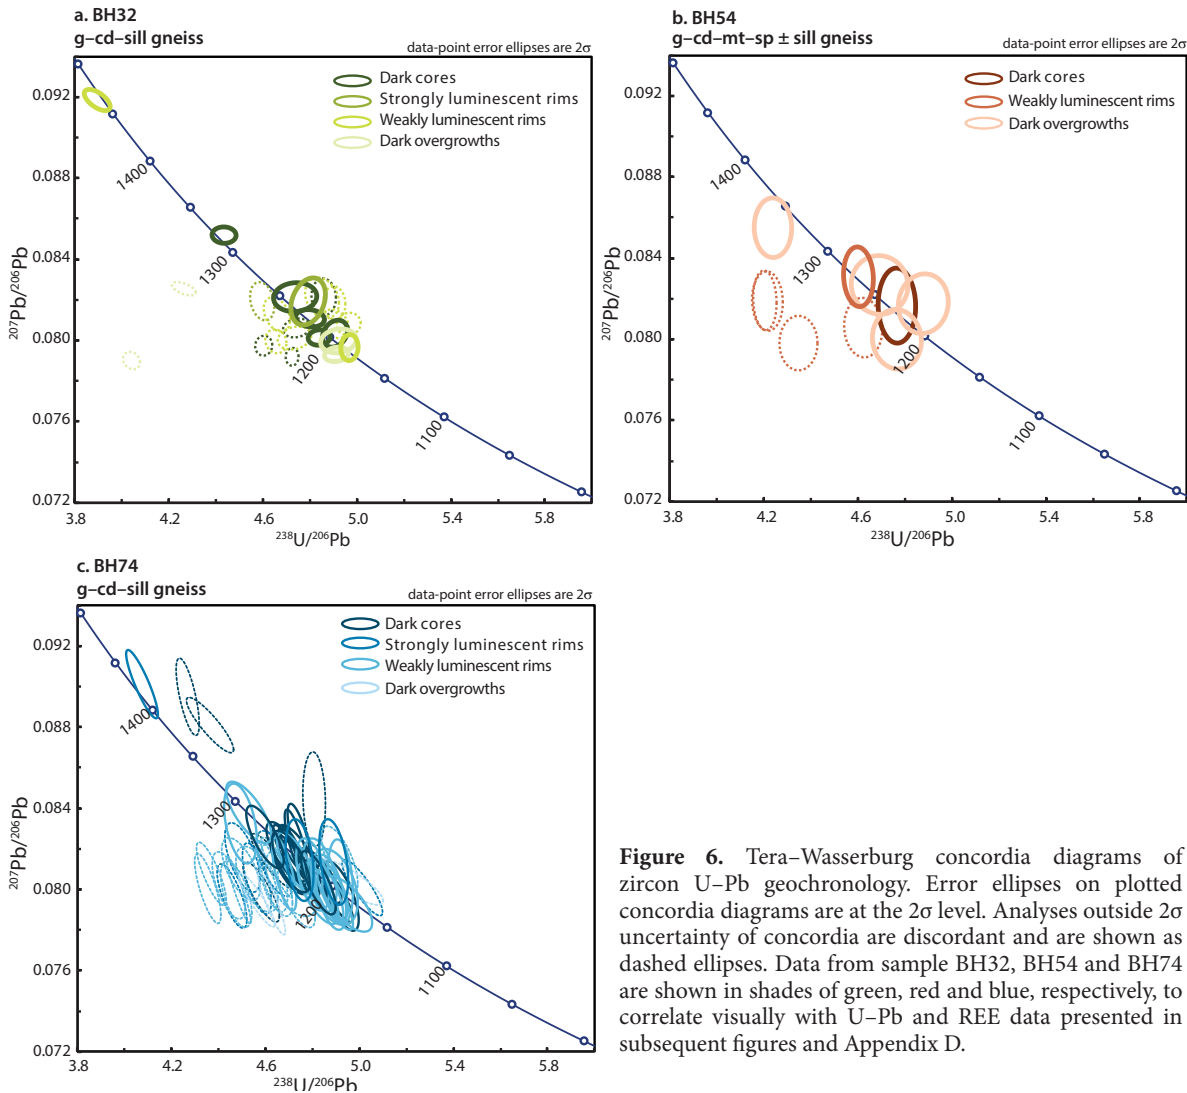 a. BH32
g–cd–sill gneiss
data-point error ellipses are 2σ
Dark cores
Strongly luminescent rims
Weakly luminescent rims
Dark overgrowths
0.092
0.088
0.084
0.080
0.076
0.072
207Pb/206Pb
1400
1300
1200
1100
3.8 4.2 4.6 5.0 5.4 5.8
238U/206Pb
b. BH54
g–cd–mt–sp ± sill gneiss
data-point error ellipses are 2σ
Dark cores
Weakly luminescent rims
Dark overgrowths
0.092
0.088
0.084
0.080
0.076
0.072
207Pb/206Pb
1400
1300
1200
1100
3.8 4.2 4.6 5.0 5.4 5.8
238U/206Pb
c. BH74
g–cd–sill gneiss
data-point error ellipses are 2σ
Dark cores
Strongly luminescent rims
Weakly luminescent rims
Dark overgrowths
0.092
0.088
0.084
0.080
0.076
0.072
207Pb/206Pb
1400
1300
1200
1100
3.8 4.2 4.6 5.0 5.4 5.8
238U/206Pb
Figure 6. Tera–Wasserburg concordia diagrams of
zircon U–Pb geochronology. Error ellipses on plotted
concordia diagrams are at the 2σ level. Analyses outside 2σ
uncertainty of concordia are discordant and are shown as
dashed ellipses. Data from sample BH32, BH54 and BH74
are shown in shades of green, red and blue, respectively, to
correlate visually with U–Pb and REE data presented in
subsequent figures and Appendix D.